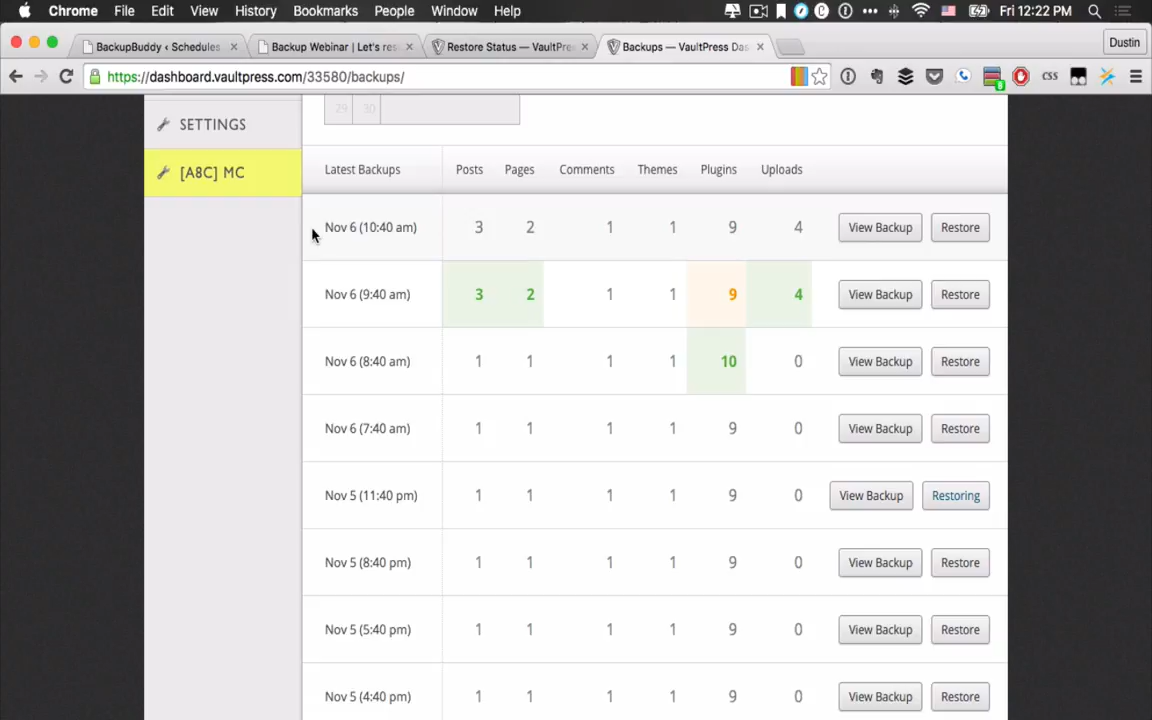 Chrome File Edit View History Bookmarks People Window Help Fri 12:22 PM
BackupBuddy ‹ Schedules Backup Webinar | Let's res Restore Status — VaultPre Backups — VaultPress Das Dustin
https://dashboard.vaultpress.com/33580/backups/ CSS
29 30
SETTINGS
[A8C] MC
Latest Backups Posts Pages Comments Themes Plugins Uploads
Nov 6 (10:40 am) 3 2 1 1 9 4 View Backup Restore
Nov 6 (9:40 am) 3 2 1 1 9 4 View Backup Restore
Nov 6 (8:40 am) 1 1 1 1 10 0 View Backup Restore
Nov 6 (7:40 am) 1 1 1 1 9 0 View Backup Restore
Nov 5 (11:40 pm) 1 1 1 1 9 0 View Backup Restoring
Nov 5 (8:40 pm) 1 1 1 1 9 0 View Backup Restore
Nov 5 (5:40 pm) 1 1 1 1 9 0 View Backup Restore
Nov 5 (4:40 pm) 1 1 1 1 9 0 View Backup Restore